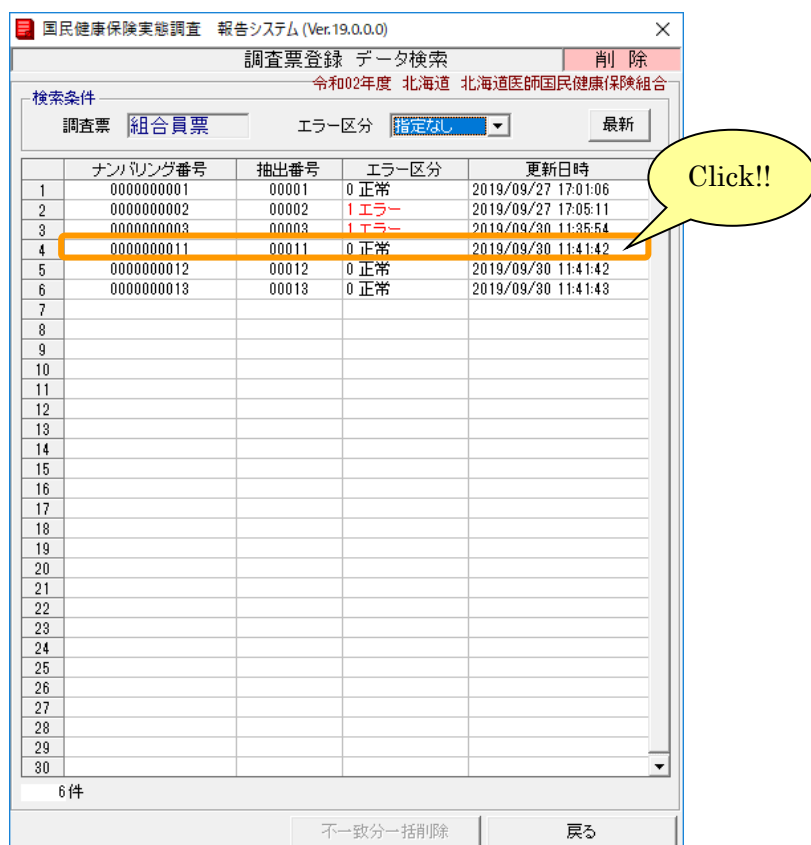 国民健康保険実態調査 報告システム (Ver.19.0.0.0)
調査票登録 データ検索 削 除
令和02年度 北海道 北海道医師国民健康保険組合
検索条件
調査票 組合員票 エラー区分 指定なし 最新
Click!!
ナンバリング番号 抽出番号 エラー区分 更新日時
1 0000000001 00001 0 正常 2019/09/27 17:01:06
2 0000000002 00002 1 エラー 2019/09/27 17:05:11
3 0000000003 00003 1 エラー 2019/09/30 11:35:54
4 0000000011 00011 0 正常 2019/09/30 11:41:42
5 0000000012 00012 0 正常 2019/09/30 11:41:42
6 0000000013 00013 0 正常 2019/09/30 11:41:43
7
8
9
10
11
12
13
14
15
16
17
18
19
20
21
22
23
24
25
26
27
28
29
30
6件
不一致分一括削除 戻る